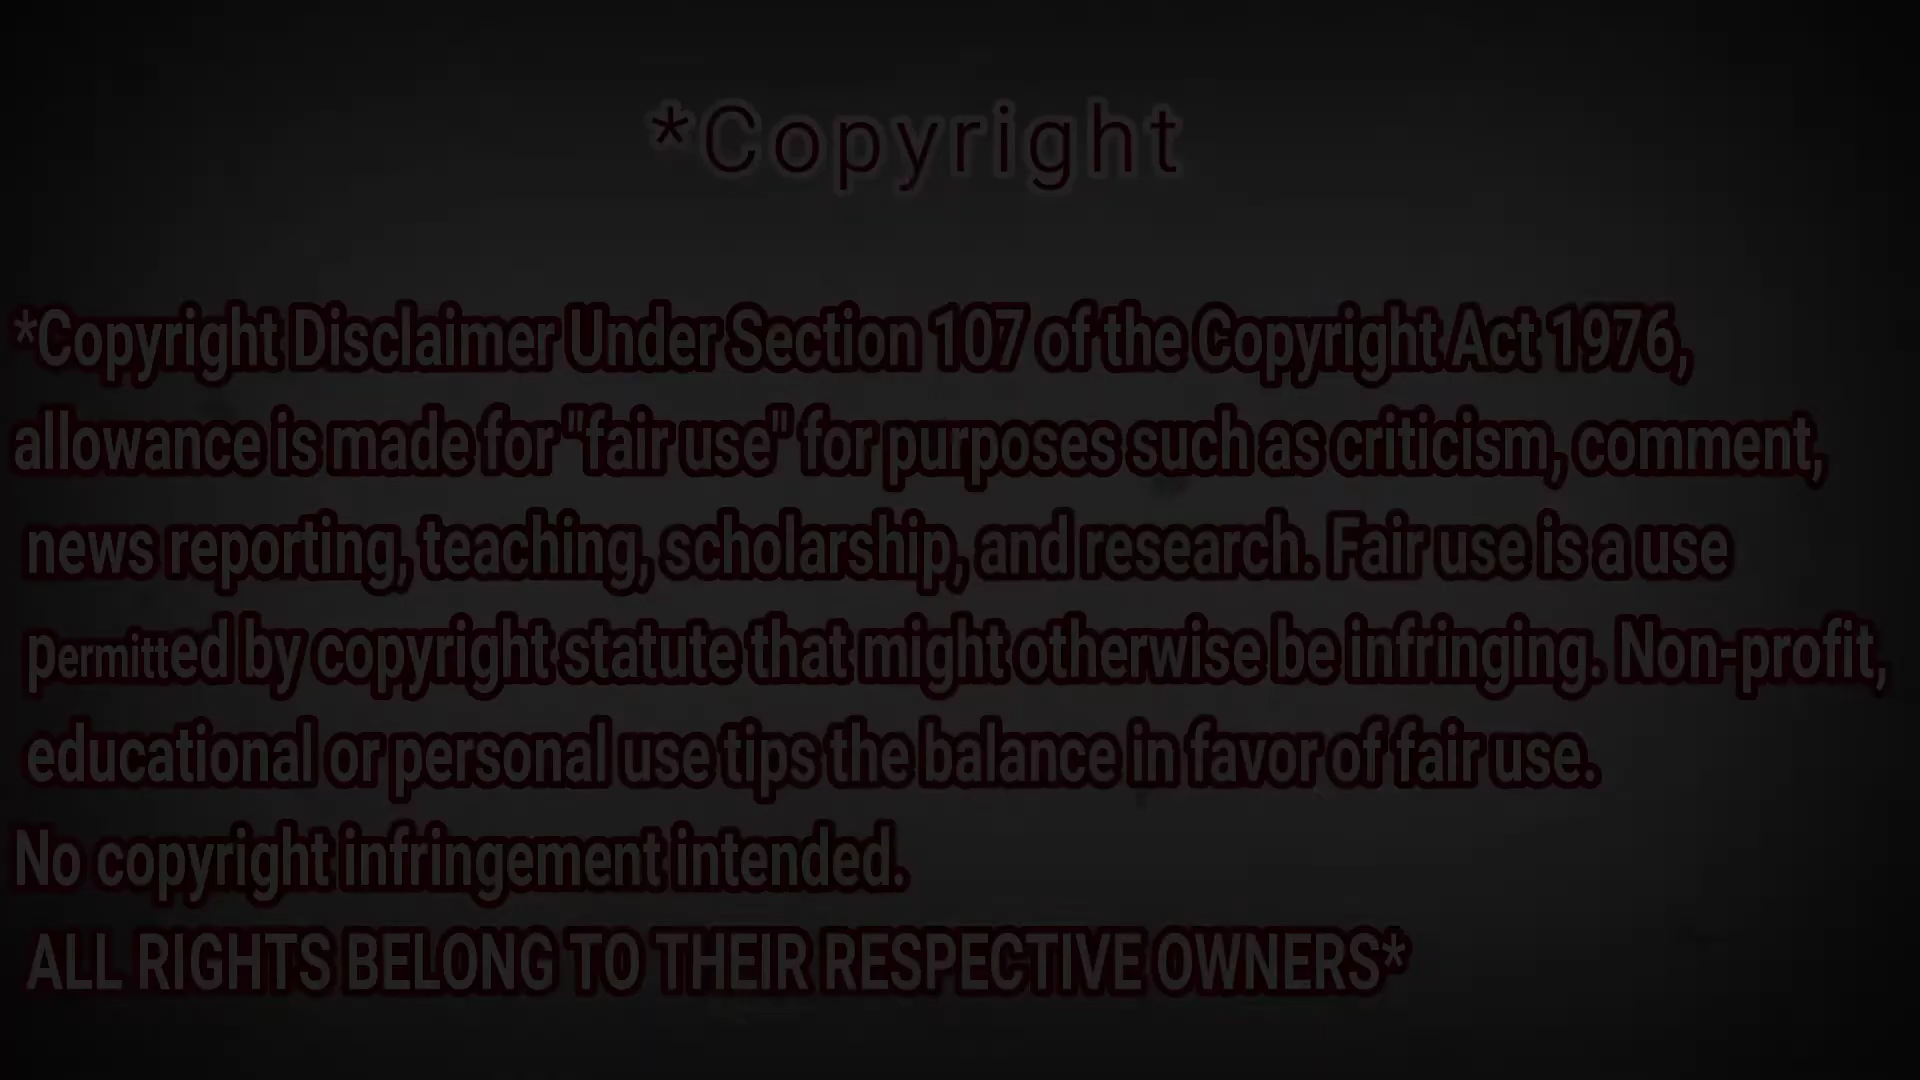 *Copyright
*Copyright Disclaimer Under Section 107 of the Copyright Act 1976,
allowance is made for "fair use" for purposes such as criticism, comment,
news reporting, teaching, scholarship, and research. Fair use is a use
permitted by copyright statute that might otherwise be infringing. Non-profit,
educational or personal use tips the balance in favor of fair use.
No copyright infringement intended.
ALL RIGHTS BELONG TO THEIR RESPECTIVE OWNERS*